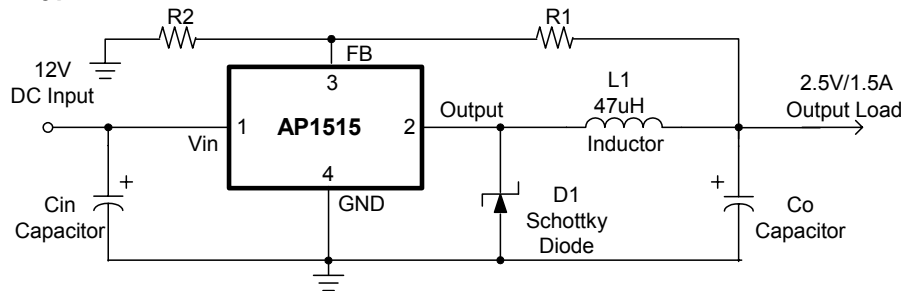 R2
R1
FB
12V
DC Input
3
L1
47uH
2.5V/1.5A
Output Load
Output
1
AP1515
2
Vin
Inductor
4
GND
+
Cin
Capacitor
D1
Schottky
Diode
+
Co
Capacitor